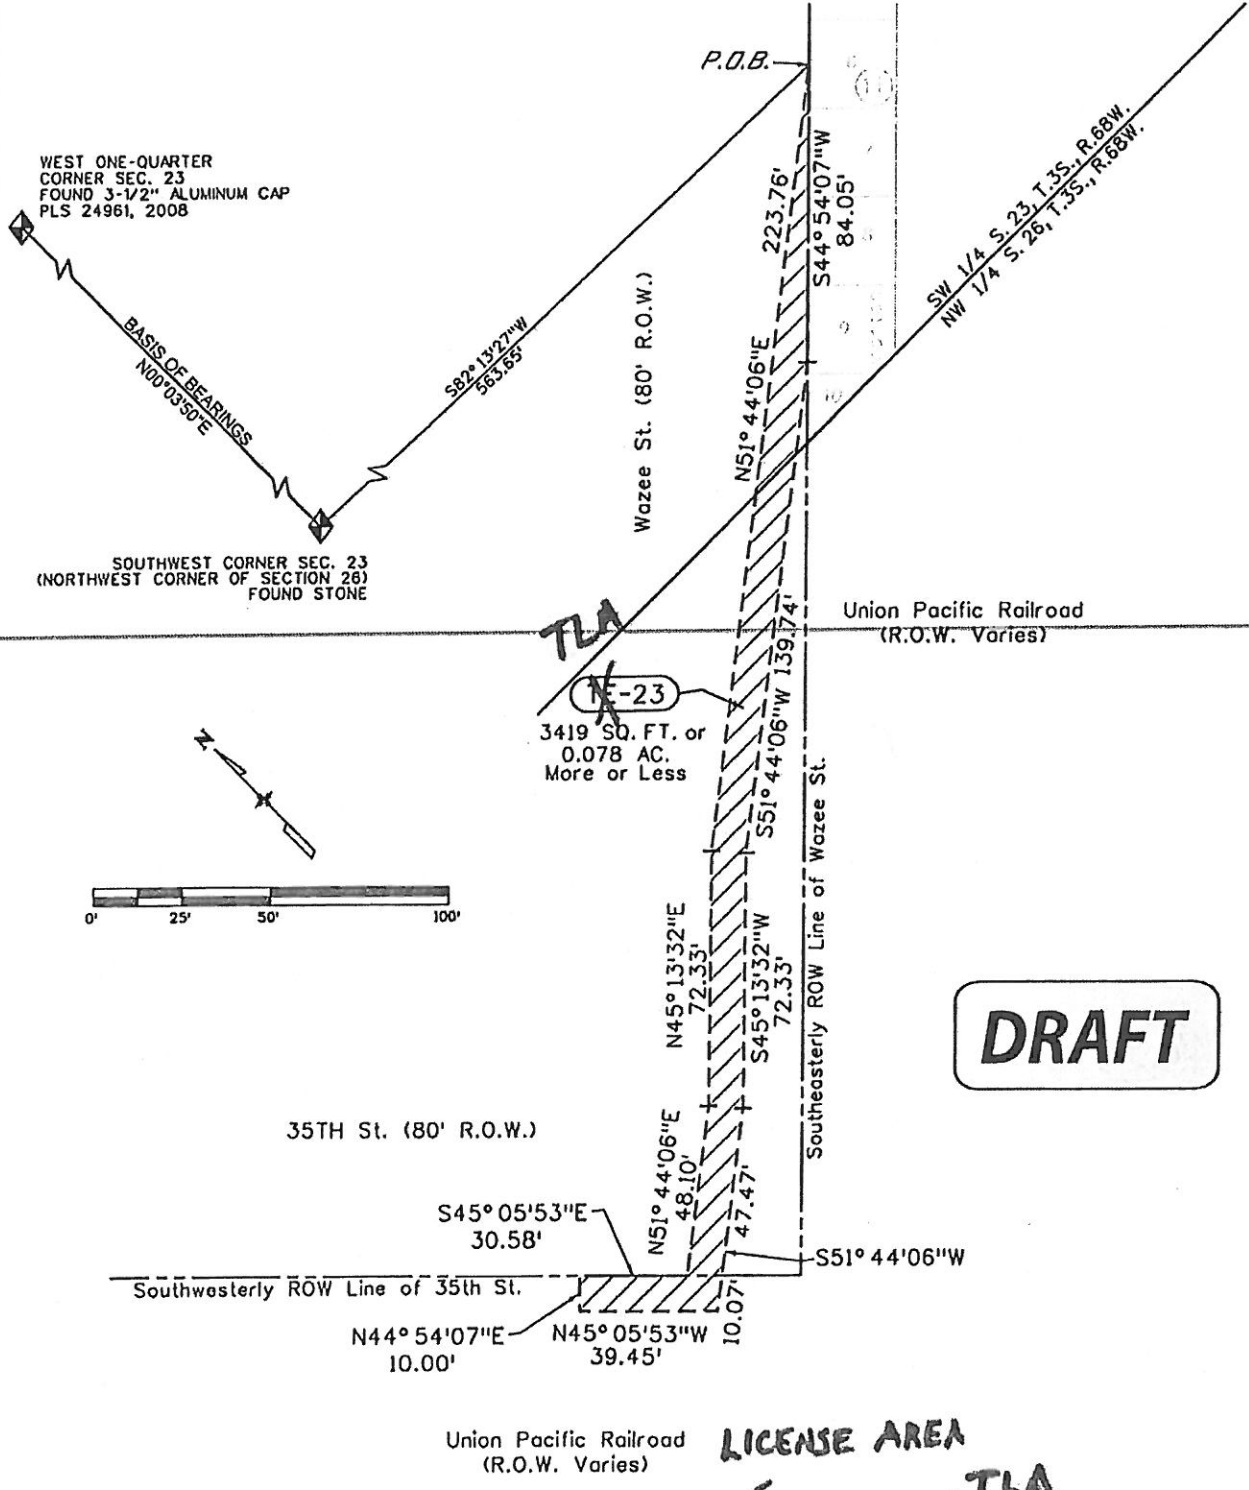 P.O.B.
WEST ONE-QUARTER
CORNER SEC. 23
FOUND 3-1/2" ALUMINUM CAP
PLS 24961, 2008
BASIS OF BEARINGS
N00°03'50"E
S82°13'27"W
563.65'
SOUTHWEST CORNER SEC. 23
(NORTHWEST CORNER OF SECTION 26)
FOUND STONE
Wazee St. (80' R.O.W.)
N51°44'06"E
223.76'
S44°54'07"W
84.05'
6
11
7
8
9
10
SW 1/4 S. 23, T.3S., R.68W.
NW 1/4 S. 26, T.3S., R.68W.
Union Pacific Railroad
(R.O.W. Varies)
TLA
TE-23
3419 SQ. FT. or
0.078 AC.
More or Less
S51°44'06"W 139.74'
N
0' 25' 50' 100'
N45°13'32"E
72.33'
S45°13'32"W
72.33'
Southeasterly ROW Line of Wazee St.
DRAFT
35TH St. (80' R.O.W.)
N51°44'06"E
48.10'
47.47'
S45°05'53"E
30.58'
S51°44'06"W
Southwesterly ROW Line of 35th St.
N44°54'07"E
10.00'
N45°05'53"W
39.45'
10.07'
Union Pacific Railroad
(R.O.W. Varies)
LICENSE AREA
TLA